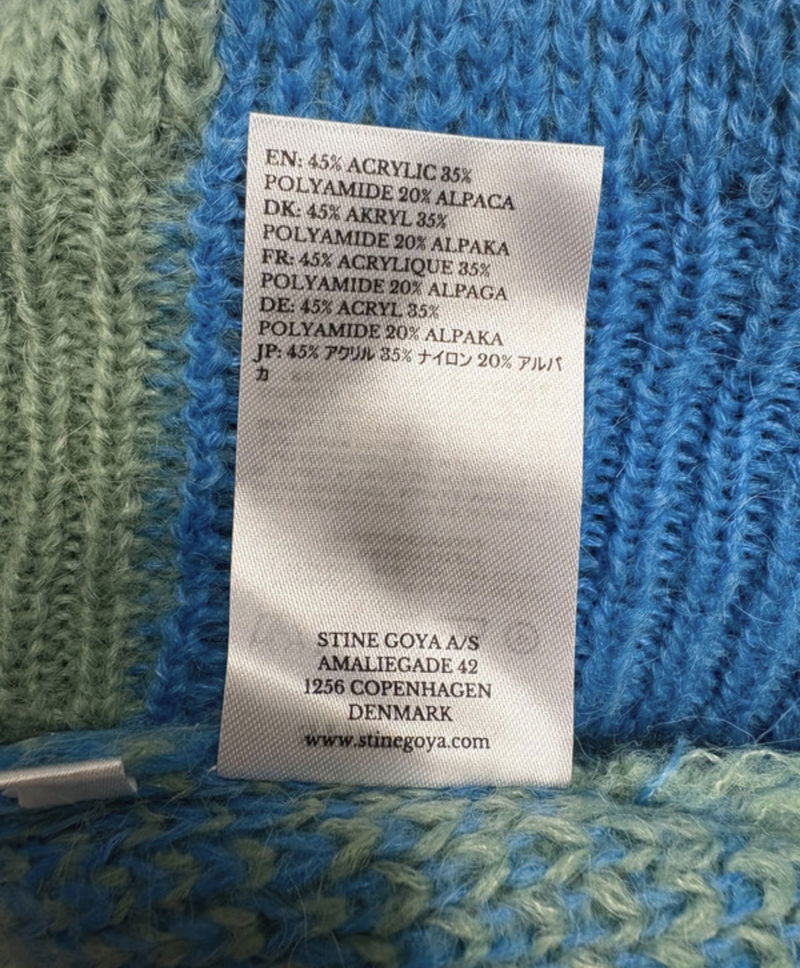 EN: 45% ACRYLIC 35%
POLYAMIDE 20% ALPACA
DK: 45% AKRYL 35%
POLYAMIDE 20% ALPAKA
FR: 45% ACRYLIQUE 35%
POLYAMIDE 20% ALPAGA
DE: 45% ACRYL 35%
POLYAMIDE 20% ALPAKA
JP: 45% アクリル 35% ナイロン 20% アルパ
カ
STINE GOYA A/S
AMALIEGADE 42
1256 COPENHAGEN
DENMARK
www.stinegoya.com